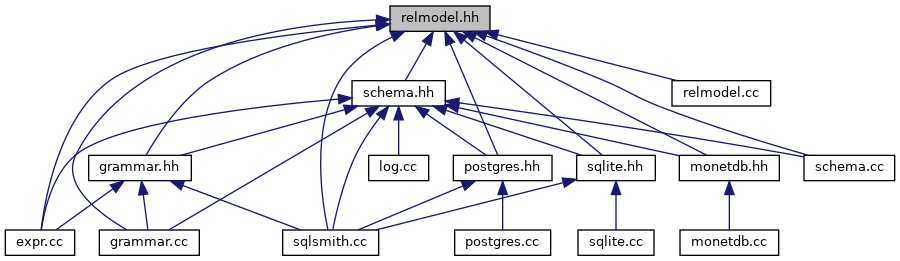 relmodel.hh
schema.hh
relmodel.cc
grammar.hh
log.cc
postgres.hh
sqlite.hh
monetdb.hh
schema.cc
expr.cc
grammar.cc
sqlsmith.cc
postgres.cc
sqlite.cc
monetdb.cc